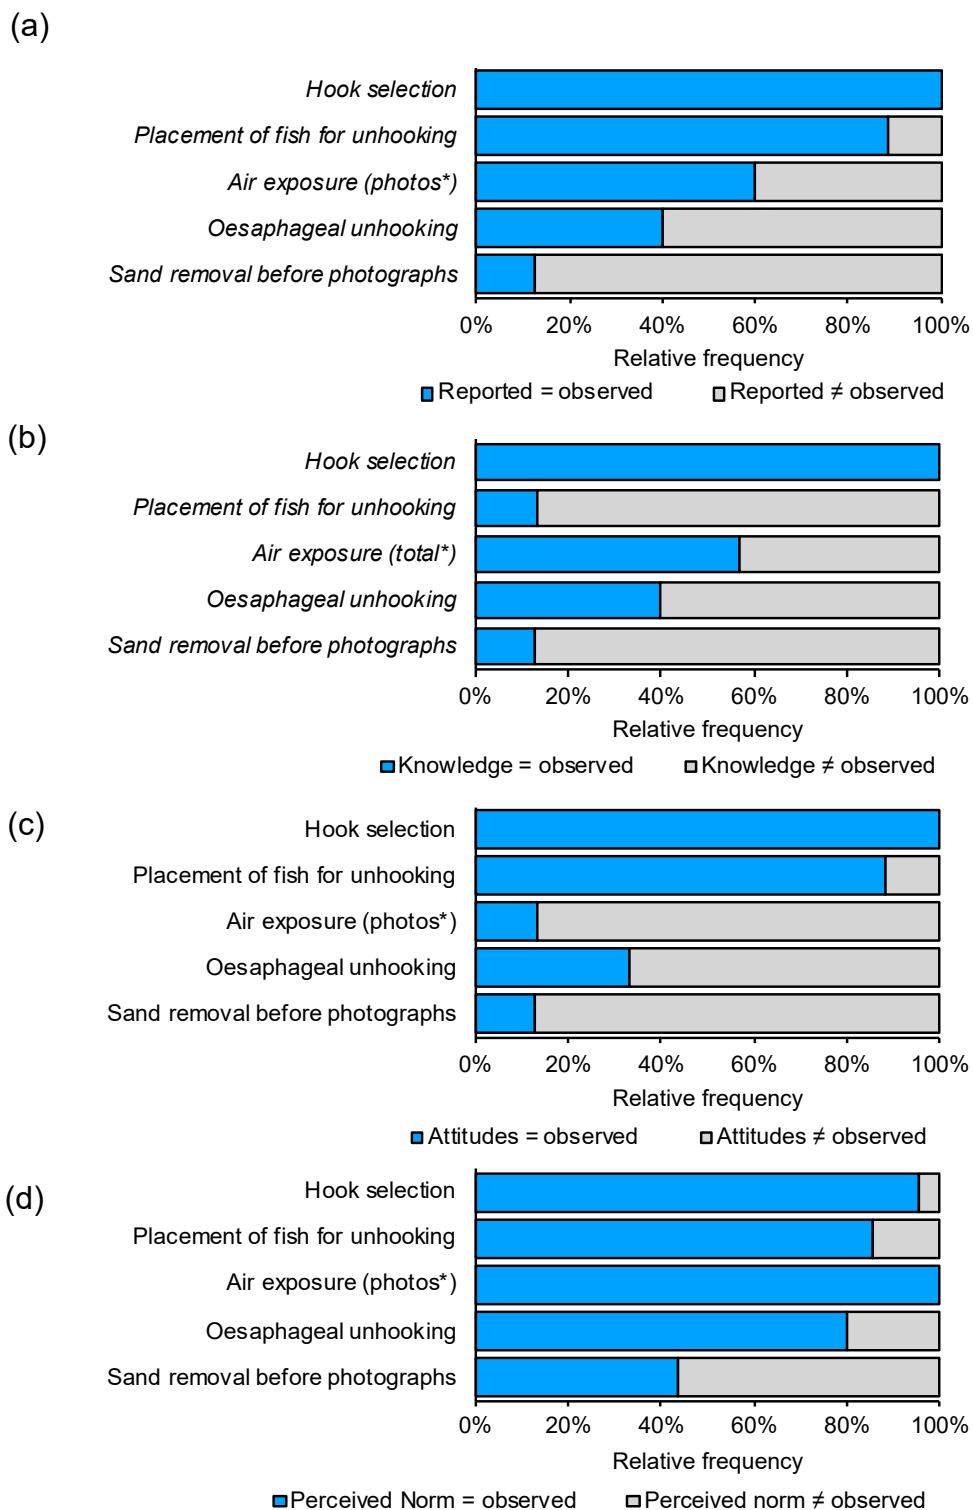 (a)
Hook selection
Placement of fish for unhooking
Air exposure (photos*)
Oesaphageal unhooking
Sand removal before photographs
0% 20% 40% 60% 80% 100%
Relative frequency
Reported = observed Reported ≠ observed
(b)
Hook selection
Placement of fish for unhooking
Air exposure (total*)
Oesaphageal unhooking
Sand removal before photographs
0% 20% 40% 60% 80% 100%
Relative frequency
Knowledge = observed Knowledge ≠ observed
(c)
Hook selection
Placement of fish for unhooking
Air exposure (photos*)
Oesaphageal unhooking
Sand removal before photographs
0% 20% 40% 60% 80% 100%
Relative frequency
Attitudes = observed Attitudes ≠ observed
(d)
Hook selection
Placement of fish for unhooking
Air exposure (photos*)
Oesaphageal unhooking
Sand removal before photographs
0% 20% 40% 60% 80% 100%
Relative frequency
Perceived Norm = observed Perceived norm ≠ observed